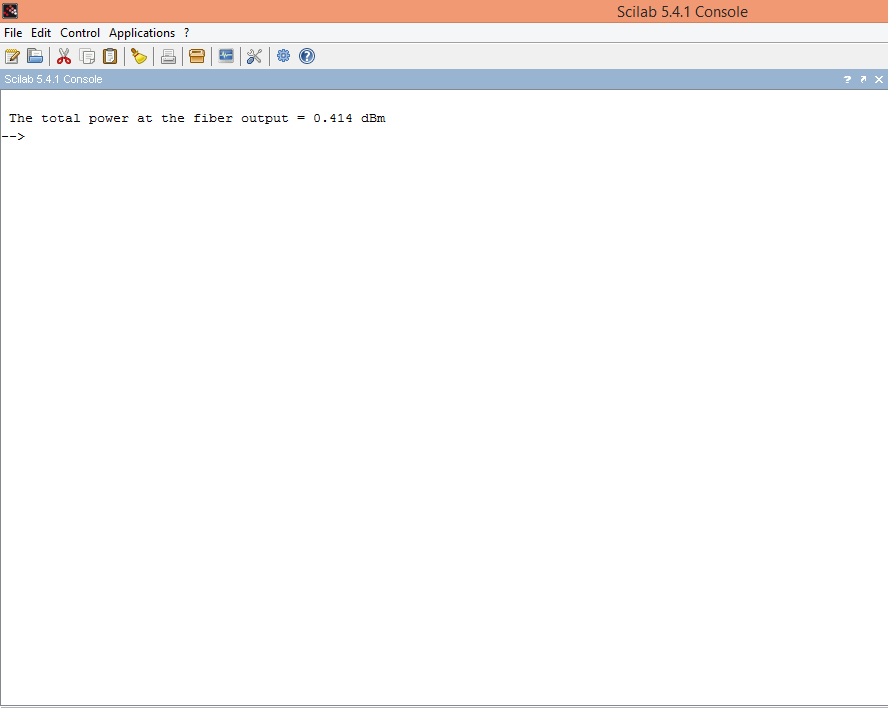 Scilab 5.4.1 Console
File Edit Control Applications ?
Scilab 5.4.1 Console
The total power at the fiber output = 0.414 dBm
-->